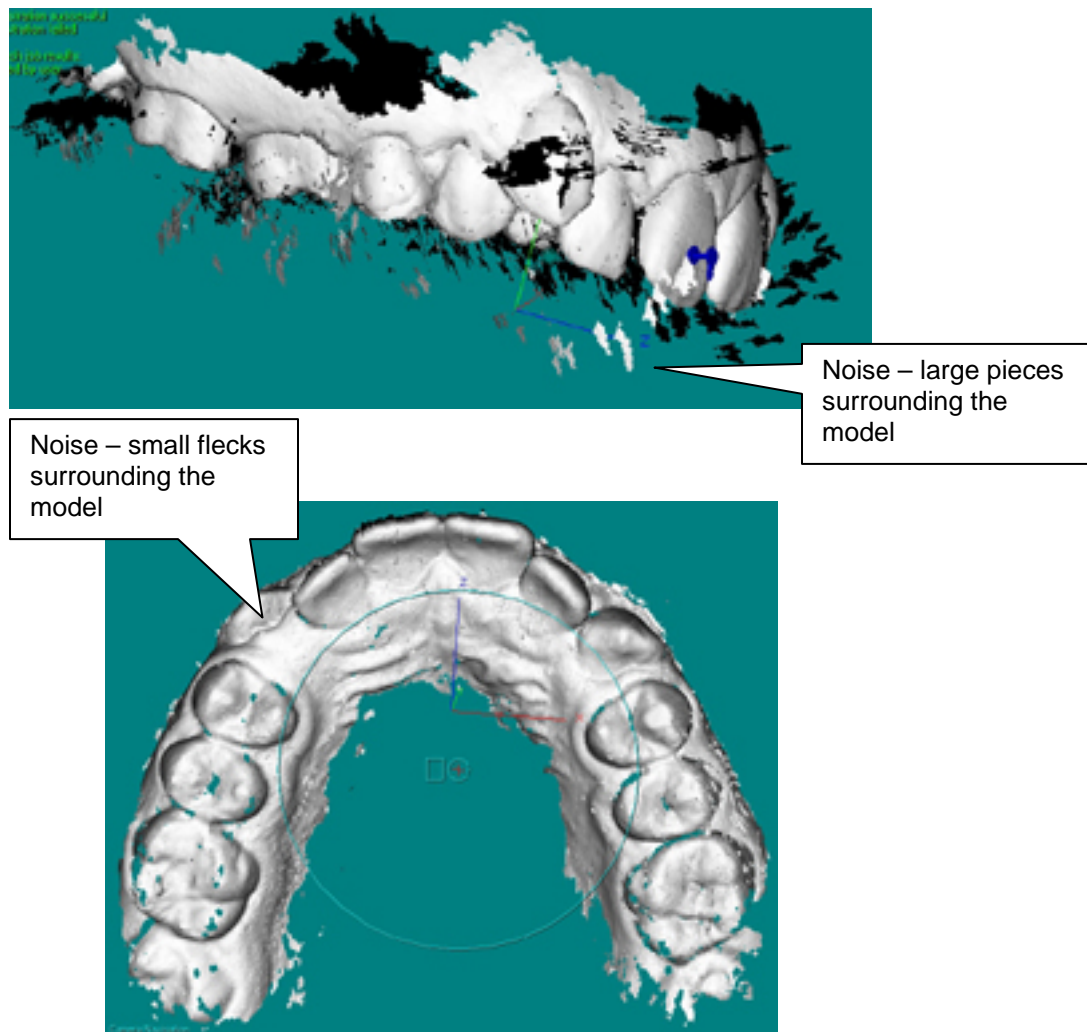 Z
Noise – large pieces
surrounding the
model
Noise – small flecks
surrounding the
model
z
x